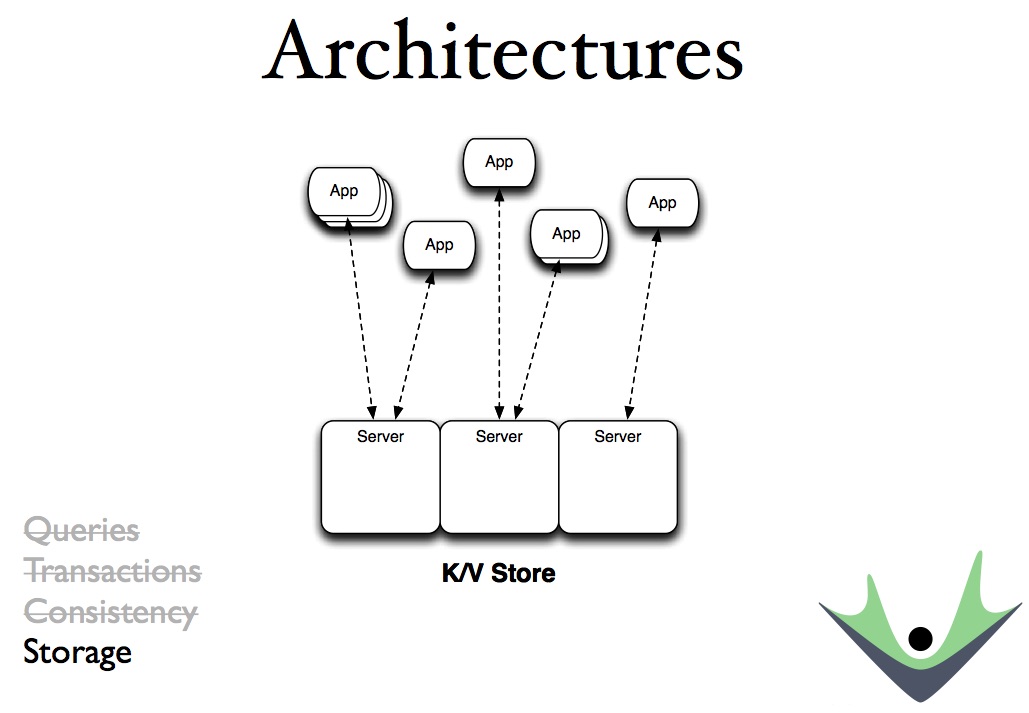 Architectures
App
App
App
App
App
Server
Server
Server
K/V Store
Queries
Transactions
Consistency
Storage